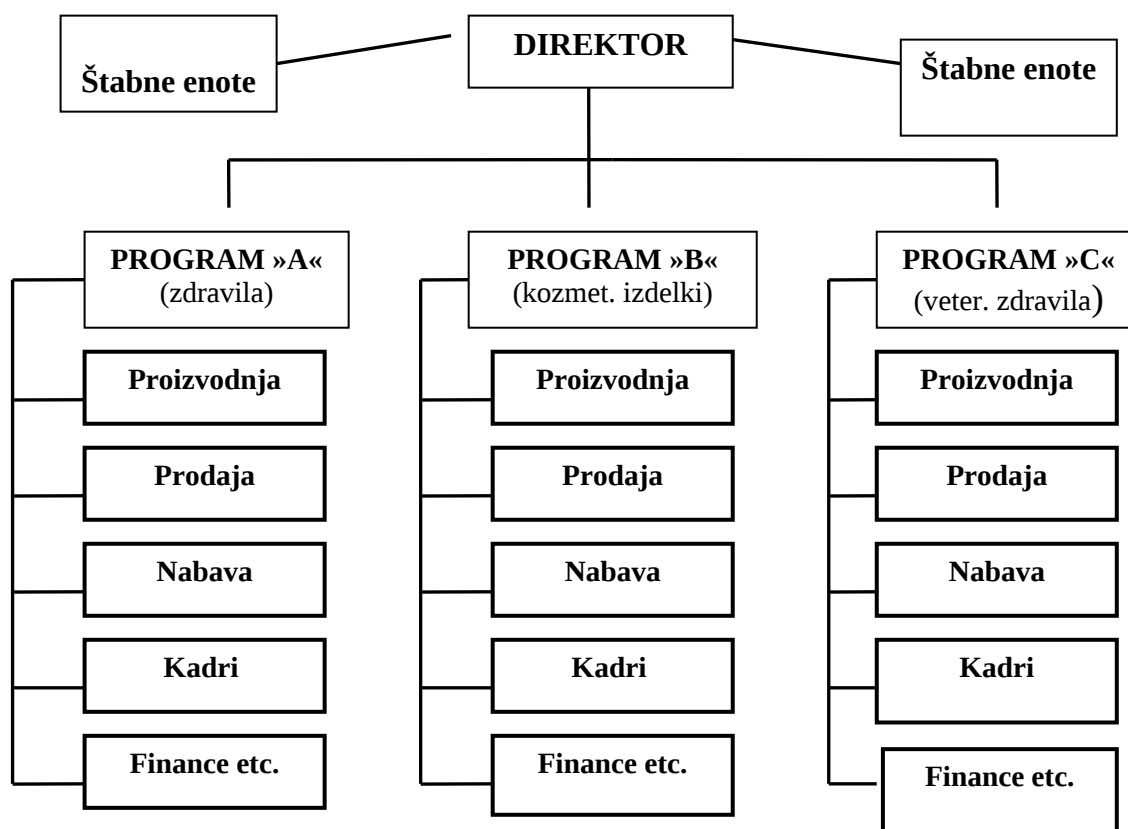 DIREKTOR
Štabne enote
Štabne enote
PROGRAM »A«
(zdravila)
Proizvodnja
Prodaja
Nabava
Kadri
Finance etc.
PROGRAM »B«
(kozmet. izdelki)
Proizvodnja
Prodaja
Nabava
Kadri
Finance etc.
PROGRAM »C«
(veter. zdravila)
Proizvodnja
Prodaja
Nabava
Kadri
Finance etc.